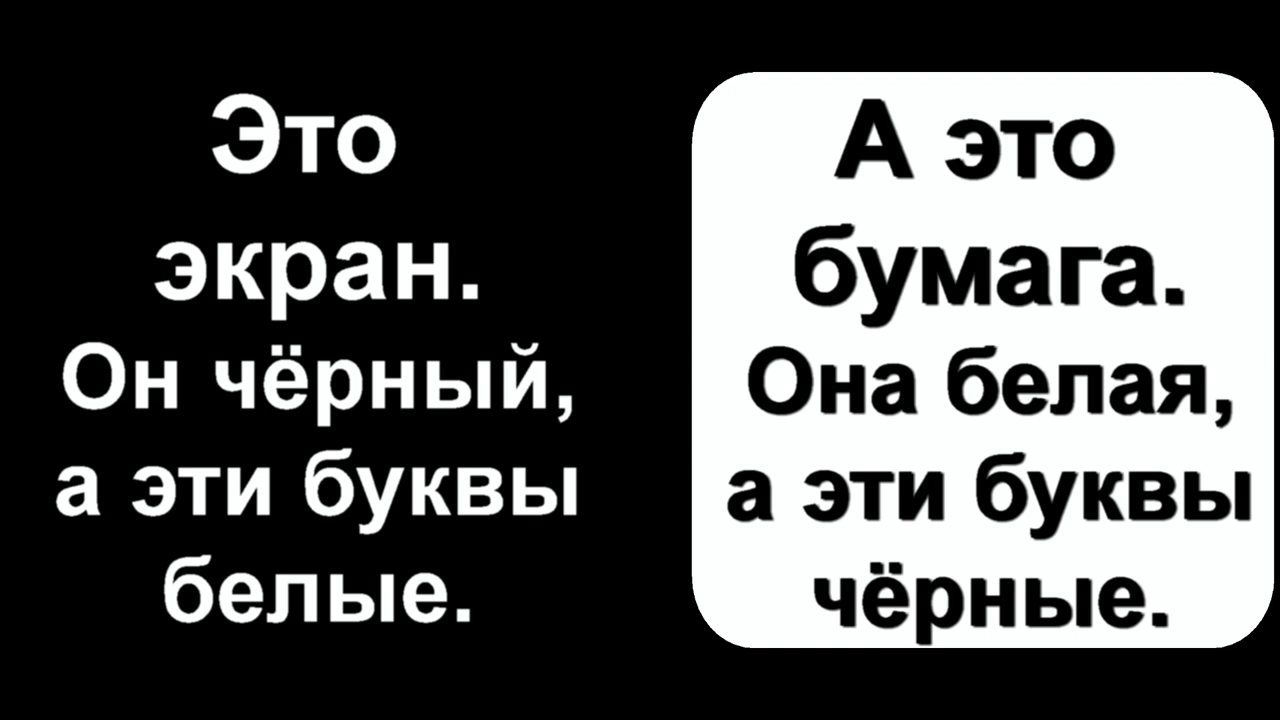 Это
экран.
Он чёрный,
а эти буквы
белые.
А это
бумага.
Она белая,
а эти буквы
чёрные.